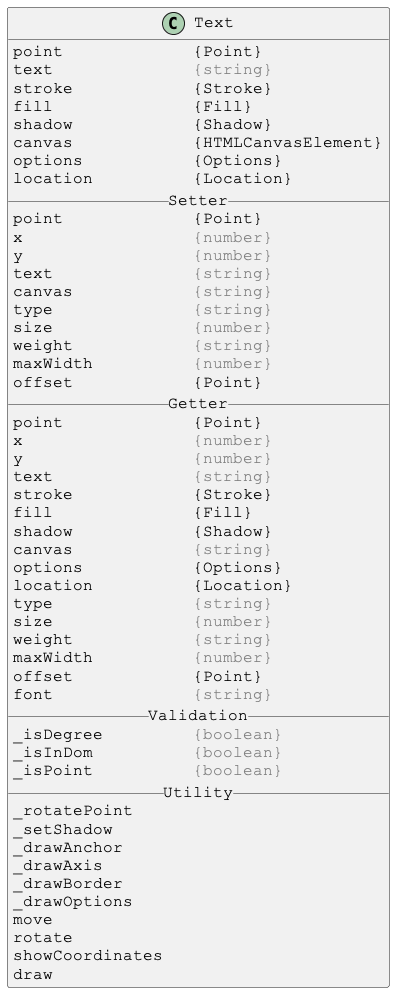 C Text
point {Point}
text {string}
stroke {Stroke}
fill {Fill}
shadow {Shadow}
canvas {HTMLCanvasElement}
options {Options}
location {Location}
Setter
point {Point}
x {number}
y {number}
text {string}
canvas {string}
type {string}
size {number}
weight {string}
maxWidth {number}
offset {Point}
Getter
point {Point}
x {number}
y {number}
text {string}
stroke {Stroke}
fill {Fill}
shadow {Shadow}
canvas {string}
options {Options}
location {Location}
type {string}
size {number}
weight {string}
maxWidth {number}
offset {Point}
font {string}
Validation
_isDegree {boolean}
_isInDom {boolean}
_isPoint {boolean}
Utility
_rotatePoint
_setShadow
_drawAnchor
_drawAxis
_drawBorder
_drawOptions
move
rotate
showCoordinates
draw